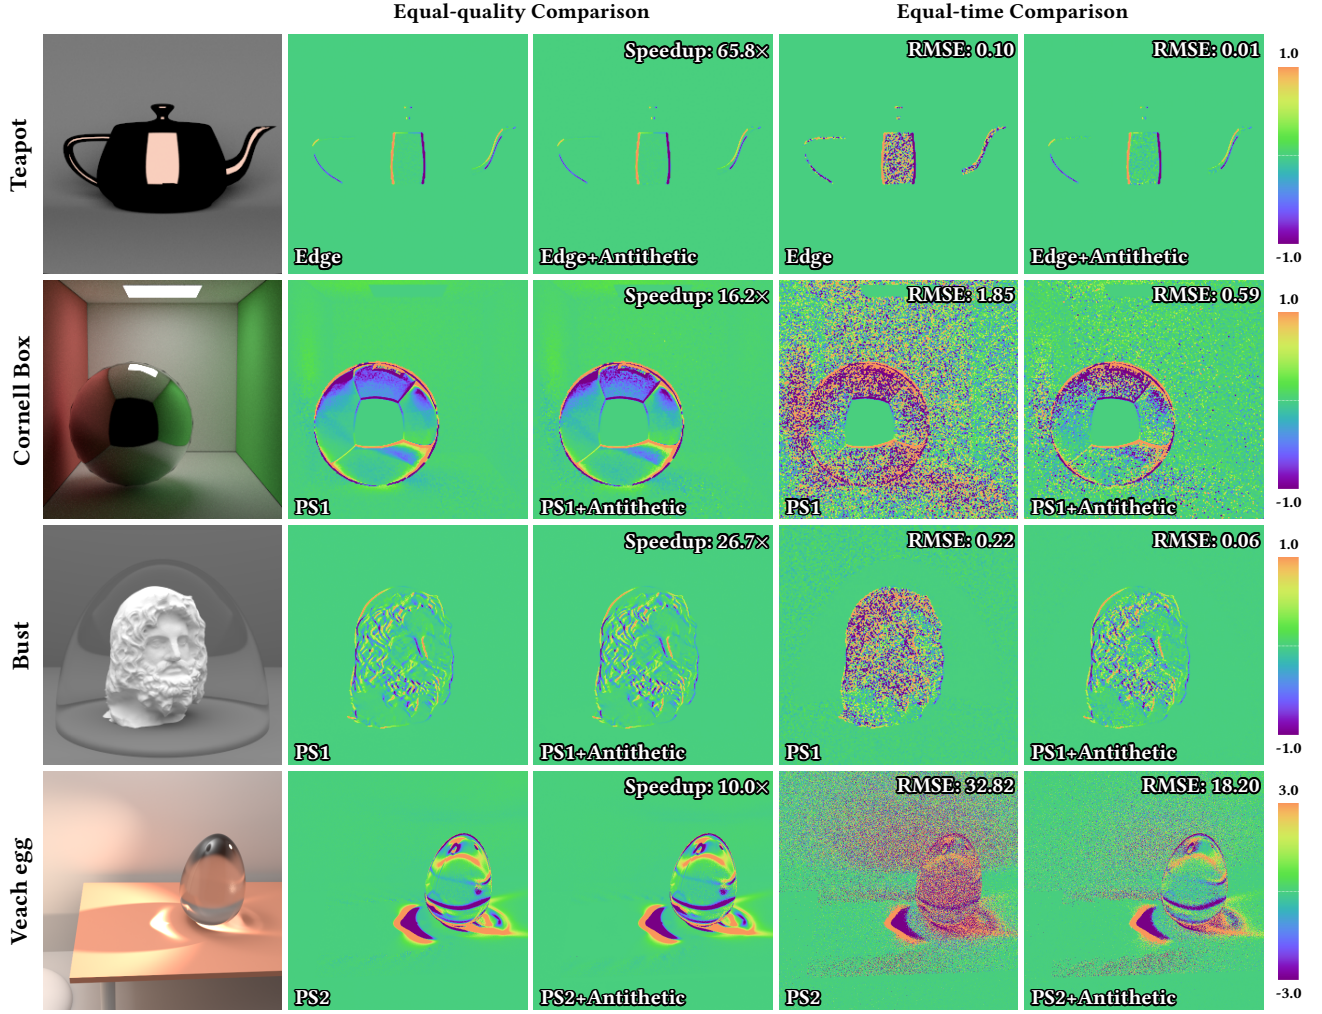 Equal-quality Comparison
Equal-time Comparison
Teapot
Edge
Speedup: 65.8×
Edge+Antithetic
RMSE: 0.10
Edge
RMSE: 0.01
Edge+Antithetic
1.0
-1.0
Cornell Box
PS1
Speedup: 16.2×
PS1+Antithetic
RMSE: 1.85
PS1
RMSE: 0.59
PS1+Antithetic
1.0
-1.0
Bust
PS1
Speedup: 26.7×
PS1+Antithetic
RMSE: 0.22
PS1
RMSE: 0.06
PS1+Antithetic
1.0
-1.0
Veach egg
PS2
Speedup: 10.0×
PS2+Antithetic
RMSE: 32.82
PS2
RMSE: 18.20
PS2+Antithetic
3.0
-3.0